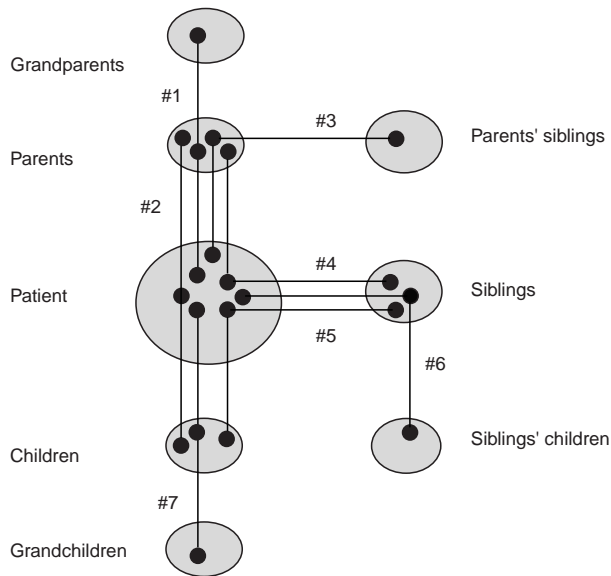 Grandparents
#1
#3
Parents' siblings
Parents
#2
#4
Patient
Siblings
#5
#6
Siblings' children
Children
#7
Grandchildren